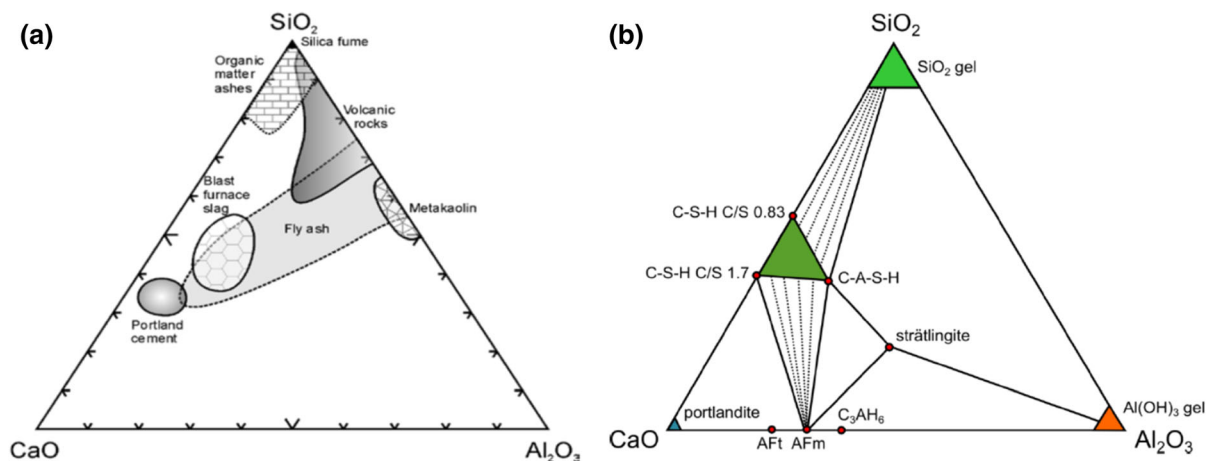 (a)
SiO₂
Silica fume
Organic
matter
ashes
Volcanic
rocks
Blast
furnace
slag
Metakaolin
Fly ash
Portland
cement
CaO
Al₂O₃
(b)
SiO₂
SiO₂ gel
C-S-H C/S 0.83
C-S-H C/S 1.7
C-A-S-H
strätlingite
portlandite
C₃AH₆
Al(OH)₃ gel
CaO
AFt
AFm
Al₂O₃